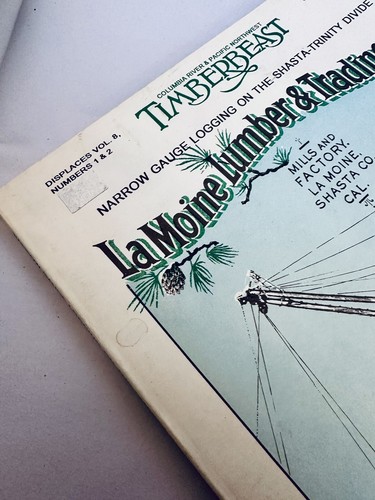 COLUMBIA RIVER & PACIFIC NORTHWEST
TIMBERBEAST
DISPLACES VOL. 8,
NUMBERS 1 & 2
NARROW GAUGE LOGGING ON THE SHASTA-TRINITY DIVIDE
La Moine Lumber & Trading
MILLS AND
FACTORY.
LA MOINE,
SHASTA CO.
CAL.